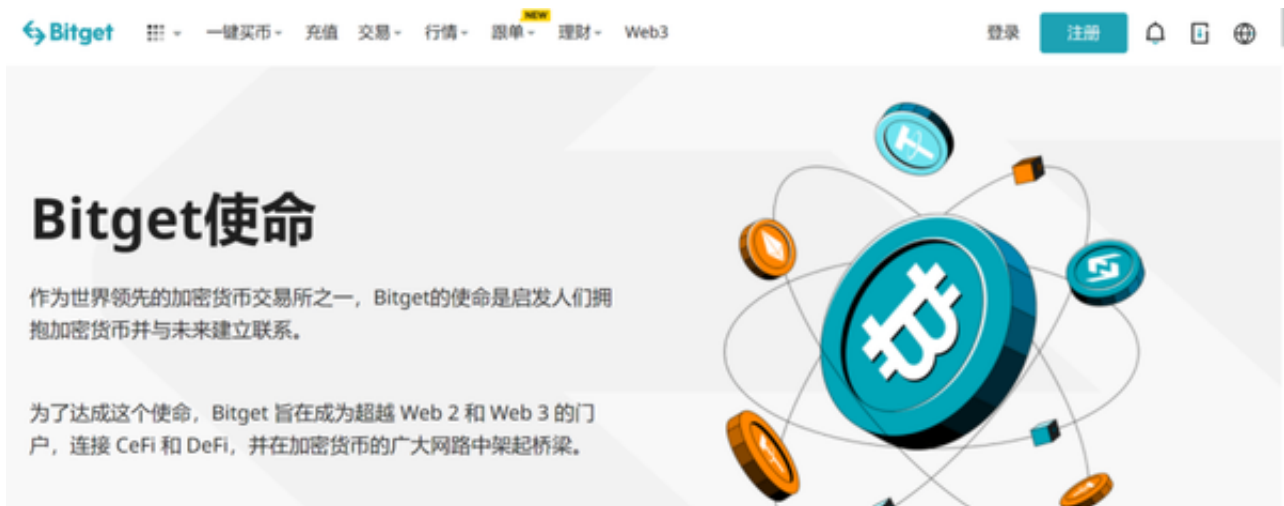 Bitget 一键买币 充值 交易 行情 跟单 NEW 理财 Web3 登录 注册
Bitget使命
作为世界领先的加密货币交易所之一，Bitget的使命是启发人们拥
抱加密货币并与未来建立联系。
为了达成这个使命，Bitget 旨在成为超越 Web 2 和 Web 3 的门
户，连接 CeFi 和 DeFi，并在加密货币的广大网路中架起桥梁。